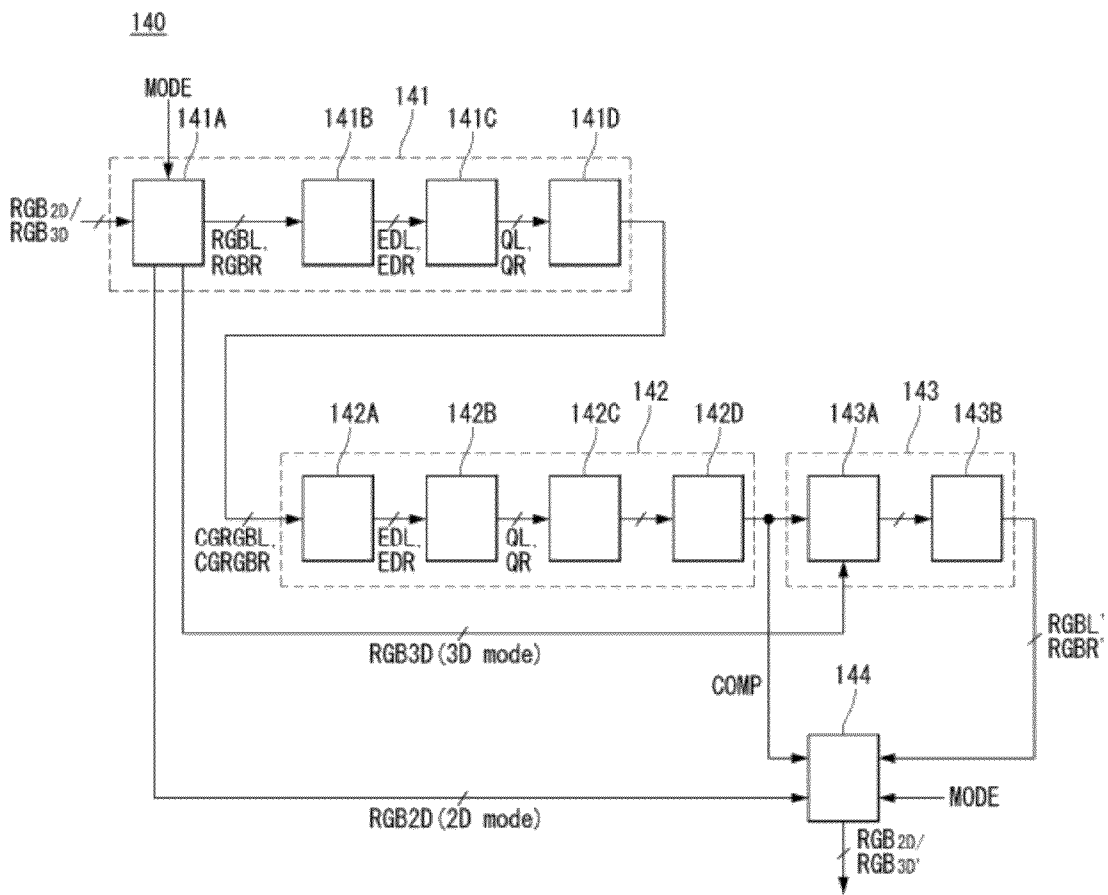 140
MODE
141A
141B
141
141C
141D
RGB2D/
RGB3D
RGBL,
RGBR
EDL,
EDR
QL,
QR
142A
142B
142C
142
142D
143A
143
143B
CGRGBL,
CGRGBR
EDL,
EDR
QL,
QR
RGB3D(3D mode)
RGBL'
RGBR'
COMP
144
RGB2D(2D mode)
MODE
RGB2D/
RGB3D'